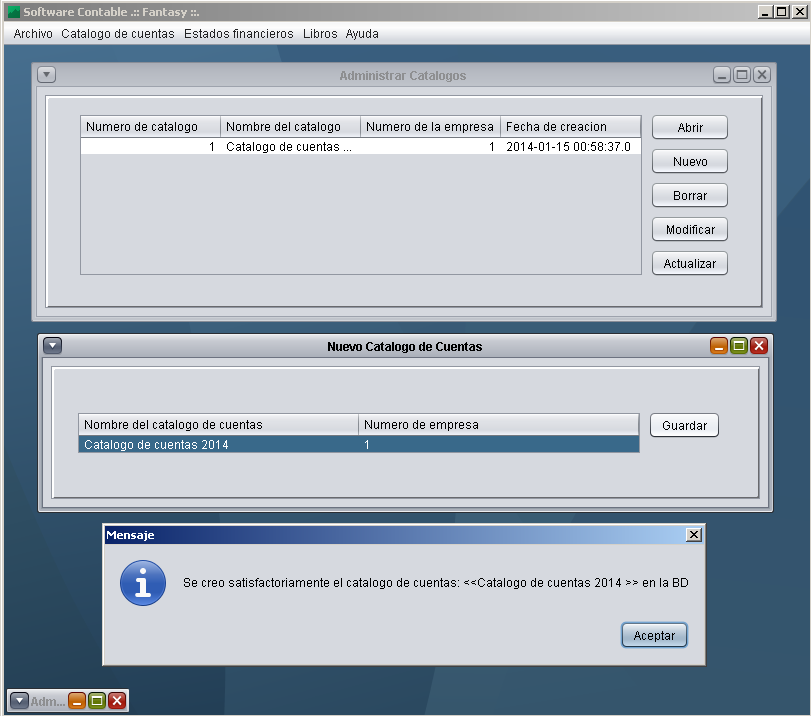 Software Contable .:: Fantasy ::.
Archivo Catalogo de cuentas Estados financieros Libros Ayuda
Administrar Catalogos
Numero de catalogo Nombre del catalogo Numero de la empresa Fecha de creacion
1 Catalogo de cuentas ... 1 2014-01-15 00:58:37.0
Abrir
Nuevo
Borrar
Modificar
Actualizar
Nuevo Catalogo de Cuentas
Nombre del catalogo de cuentas Numero de empresa
Catalogo de cuentas 2014 1
Guardar
Mensaje
Se creo satisfactoriamente el catalogo de cuentas: <<Catalogo de cuentas 2014 >> en la BD
Aceptar
Adm...